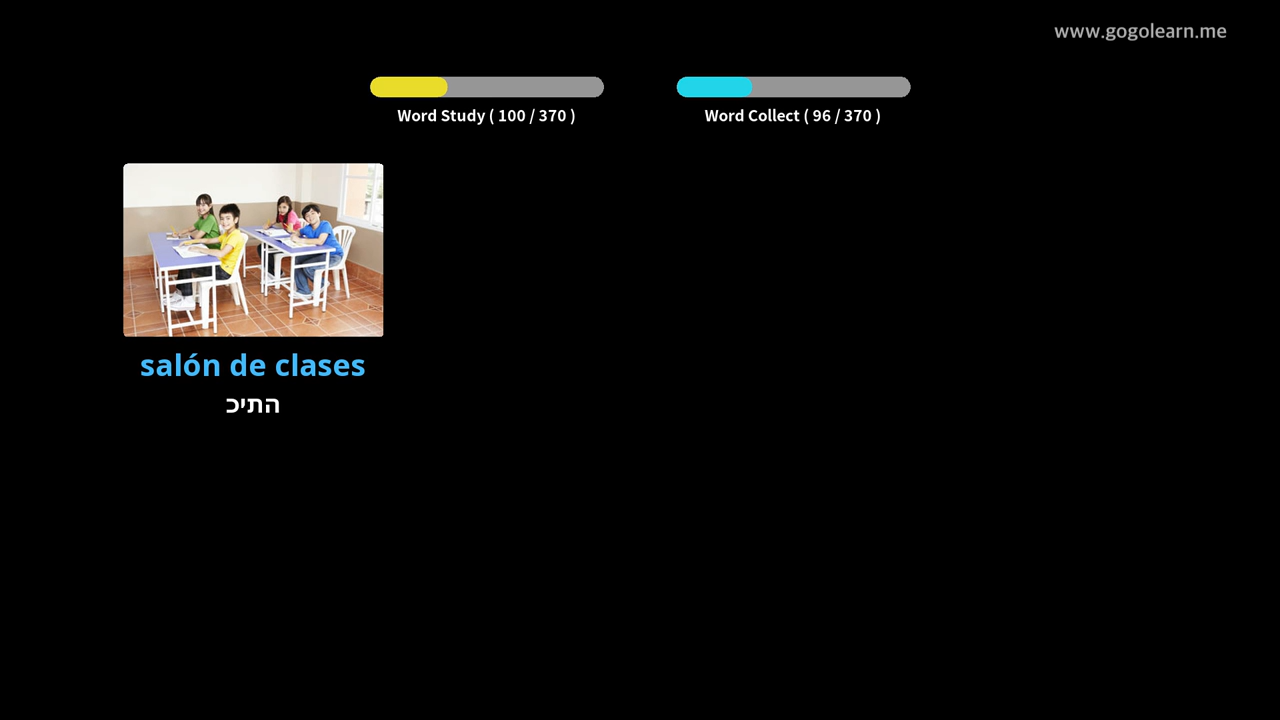 www.gogolearn.me
Word Study ( 100 / 370 )
Word Collect ( 96 / 370 )
salón de clases
התיכ